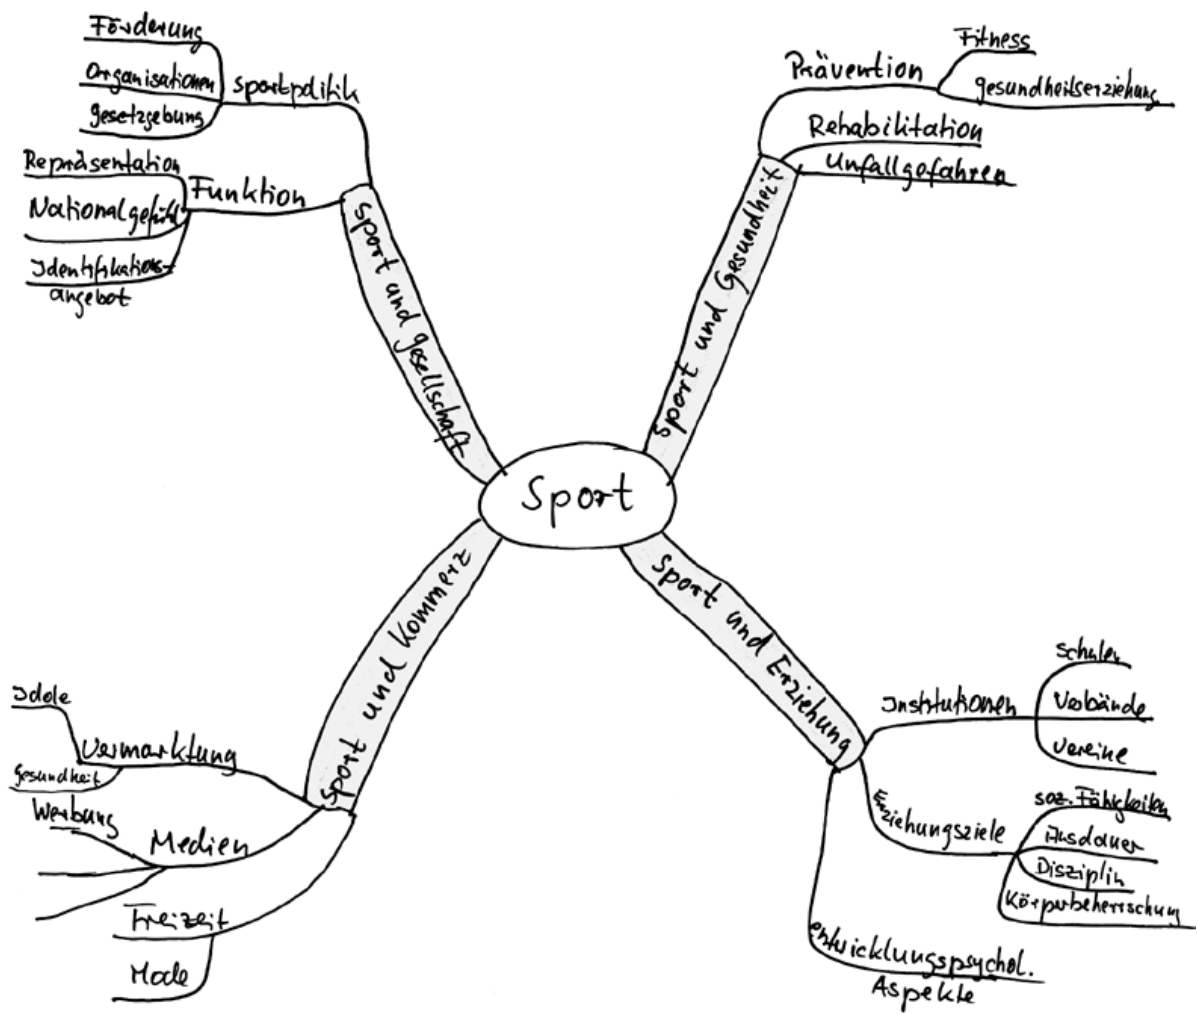 Sport
Sport und Gesellschaft
Sportpolitik
Förderung
Organisationen
Gesetzgebung
Funktion
Repräsentation
Nationalgefühl
Identifikations-
angebot
Sport und Gesundheit
Prävention
Fitness
Gesundheitserziehung
Rehabilitation
Unfallgefahren
Sport und Erziehung
Institutionen
Schulen
Verbände
Vereine
Erziehungsziele
soz. Fähigkeiten
Ausdauer
Disziplin
Körperbeherrschung
entwicklungspsychol.
Aspekte
Sport und Kommerz
Vermarktung
Idole
Gesundheit
Medien
Werbung
Freizeit
Mode